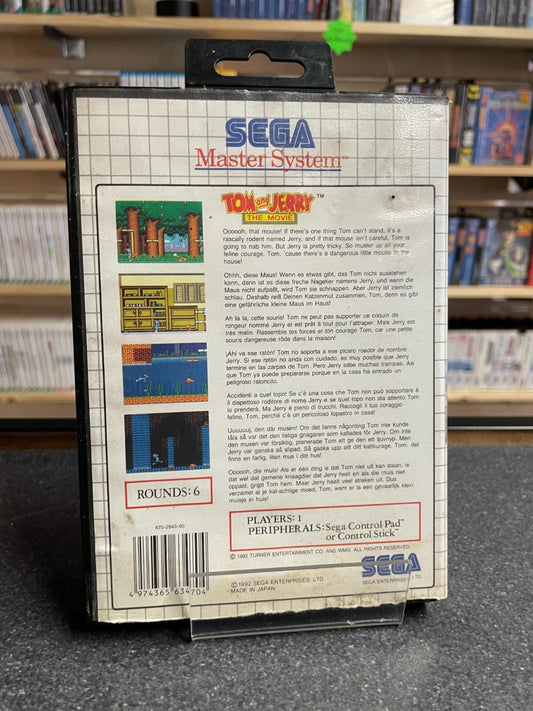 SEGA
Master System™
TOM and JERRY™
THE MOVIE
Oooooh, that mouse! If there's one thing Tom can't stand, it's a
rascally rodent named Jerry, and if that mouse isn't careful, Tom is
going to nab him. But Jerry is pretty tricky. So muster up all your
feline courage, Tom, 'cause there's a dangerous little mouse in the
house!
Ohhh, diese Maus! Wenn es etwas gibt, das Tom nicht ausstehen
kann, dann ist es diese freche Nagetier namens Jerry, und wenn die
Maus nicht aufpaßt, wird Tom sie schnappen. Aber Jerry ist ziemlich
schlau. Deshalb reiß Deinen Katzenmut zusammen, Tom, denn es gibt
eine gefährliche kleine Maus im Haus!
Ah la la, cette souris! Tom ne peut pas supporter ce coquin de
rongeur nommé Jerry et est prêt à tout pour l'attraper. Mais Jerry est
très malin. Rassemble tes forces et ton courage Tom, car une petite
souris dangereuse rôde dans la maison!
¡Ahi va ese ratón! Tom no soporta a ese pícaro roedor de nombre
Jerry. Si ese ratón no anda con cuidado, es muy posible que Jerry
termine en las zarpas de Tom. Pero Jerry sabe muchas trampas. Asi
que Tom ya puede prepararse porque en la casa ha entrado un
peligroso ratoncito.
Accidenti a quel topo! Se c'è una cosa che Tom non può sopportare è
il dispettoso roditore di noms Jerry e se quel topo non sta attento Tom
lo prenderà. Ma Jerry è pieno di trucchi. Raccogli il tuo coraggio
felino, Tom, perché c'è un pericoloso topastro in casa!
Uuuuuj, den där musen! Om det fanns någonting Tom inte kunde
tåla så var det den listiga gnagaren som kallades för Jerry. Om inte
den musen var försiktig, planerade Tom att ge den ett tjuvnyp. Men
Jerry var ganska så slipad. Så gaska upp allt ditt kattkurage, Tom: det
finns en farlig, liten mus i ditt hus!
Oooooh, die muis! Als er één ding is dat Tom niet uit kan staan, is
dat wel dat gemene knaagdier dat Jerry heet en als die muis niet
oppast, gript Tom hem. Maar Jerry haalt veel streken uit. Dus
verzamel al je kat-achtige moed, Tom, want er is een gevaarlijk klein
muisje in huis!
ROUNDS: 6
PLAYERS: 1
PERIPHERALS: Sega Control Pad™
or Control Stick™
670-2643-50
© 1992 TURNER ENTERTAINMENT CO. AND WMG. ALL RIGHTS RESERVED.
4 974365 634704
© 1992 SEGA ENTERPRISES, LTD.
MADE IN JAPAN
SEGA
SEGA ENTERPRISES, LTD.